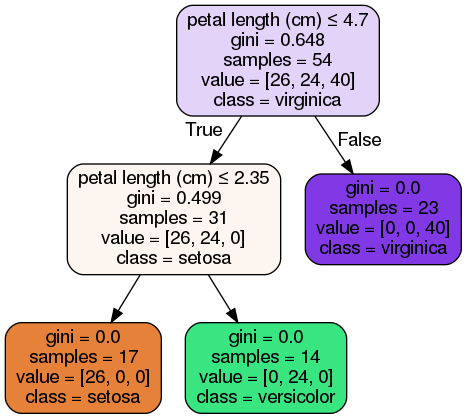 petal length (cm) ≤ 4.7
gini = 0.648
samples = 54
value = [26, 24, 40]
class = virginica
True
False
petal length (cm) ≤ 2.35
gini = 0.499
samples = 31
value = [26, 24, 0]
class = setosa
gini = 0.0
samples = 23
value = [0, 0, 40]
class = virginica
gini = 0.0
samples = 17
value = [26, 0, 0]
class = setosa
gini = 0.0
samples = 14
value = [0, 24, 0]
class = versicolor